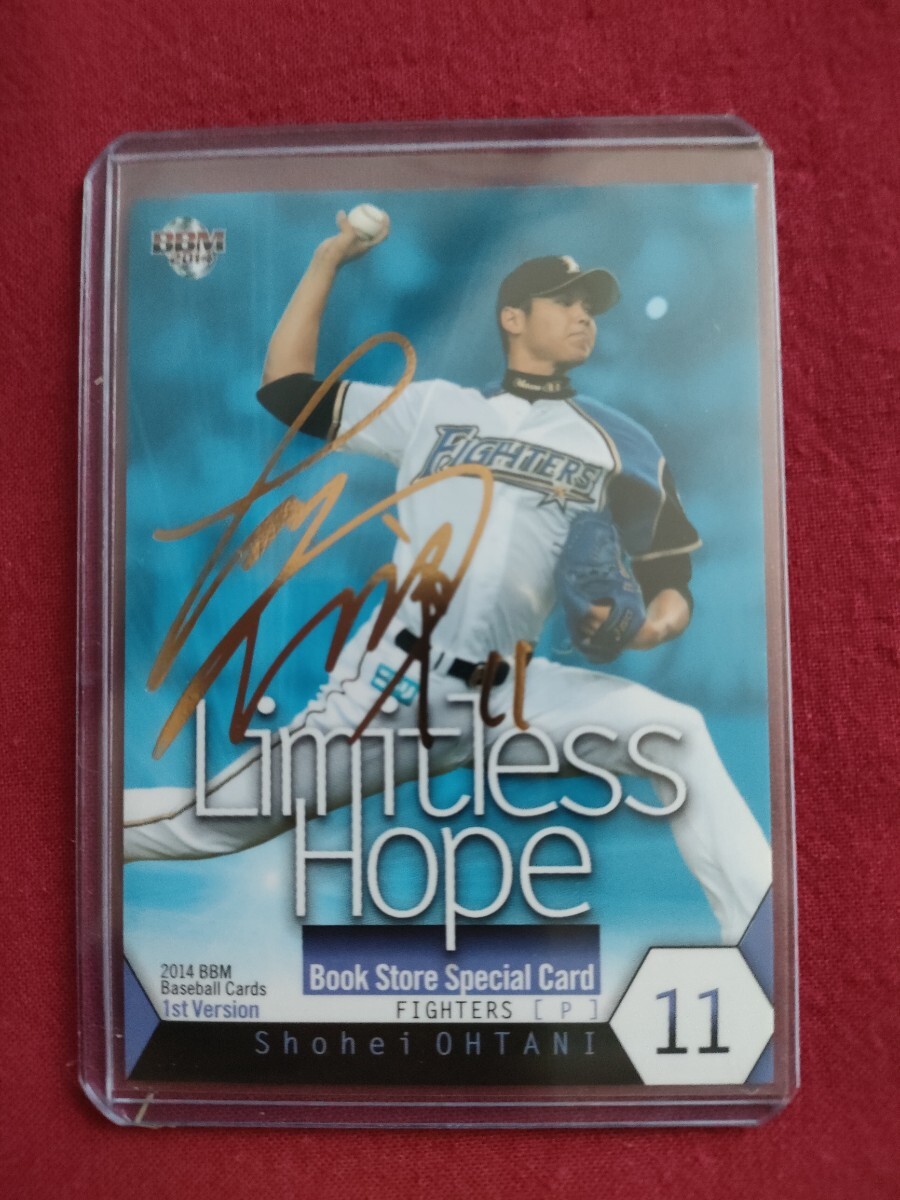 BBM
2014
FIGHTERS
11
Limitless
Hope
2014 BBM
Baseball Cards
1st Version
Book Store Special Card
FIGHTERS [ P ]
Shohei OHTANI
11